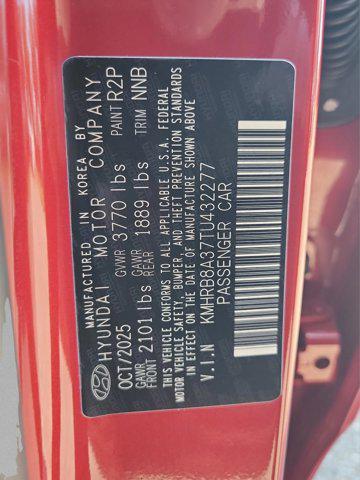 MANUFACTURED IN KOREA BY
HYUNDAI MOTOR COMPANY
OCT/2025 GVWR 3770 lbs PAINT R2P
GAWR FRONT 2101 lbs GAWR REAR 1889 lbs TRIM NNB
THIS VEHICLE CONFORMS TO ALL APPLICABLE U.S.A. FEDERAL
MOTOR VEHICLE SAFETY, BUMPER, AND THEFT PREVENTION STANDARDS
IN EFFECT ON THE DATE OF MANUFACTURE SHOWN ABOVE
V.I.N KMHRB8A37TU432277
PASSENGER CAR